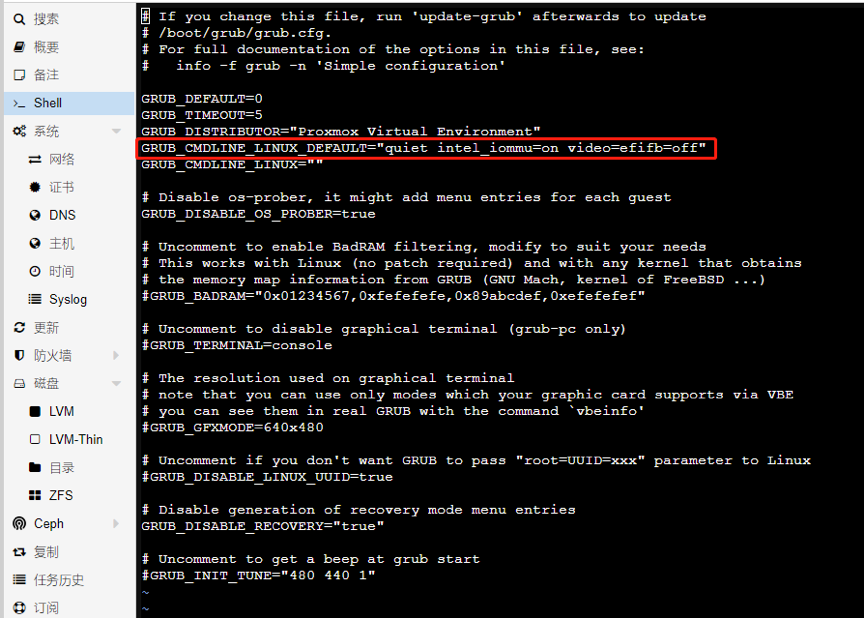 搜索
概要
备注
Shell
系统
网络
证书
DNS
主机
时间
Syslog
更新
防火墙
磁盘
LVM
LVM-Thin
目录
ZFS
Ceph
复制
任务历史
订阅
# If you change this file, run 'update-grub' afterwards to update
# /boot/grub/grub.cfg.
# For full documentation of the options in this file, see:
#   info -f grub -n 'Simple configuration'
GRUB_DEFAULT=0
GRUB_TIMEOUT=5
GRUB_DISTRIBUTOR="Proxmox Virtual Environment"
GRUB_CMDLINE_LINUX_DEFAULT="quiet intel_iommu=on video=efifb=off"
GRUB_CMDLINE_LINUX=""
# Disable os-prober, it might add menu entries for each guest
GRUB_DISABLE_OS_PROBER=true
# Uncomment to enable BadRAM filtering, modify to suit your needs
# This works with Linux (no patch required) and with any kernel that obtains
# the memory map information from GRUB (GNU Mach, kernel of FreeBSD ...)
#GRUB_BADRAM="0x01234567,0xfefefefe,0x89abcdef,0xefefefef"
# Uncomment to disable graphical terminal (grub-pc only)
#GRUB_TERMINAL=console
# The resolution used on graphical terminal
# note that you can use only modes which your graphic card supports via VBE
# you can see them in real GRUB with the command `vbeinfo'
#GRUB_GFXMODE=640x480
# Uncomment if you don't want GRUB to pass "root=UUID=xxx" parameter to Linux
#GRUB_DISABLE_LINUX_UUID=true
# Disable generation of recovery mode menu entries
GRUB_DISABLE_RECOVERY="true"
# Uncomment to get a beep at grub start
#GRUB_INIT_TUNE="480 440 1"
~
~